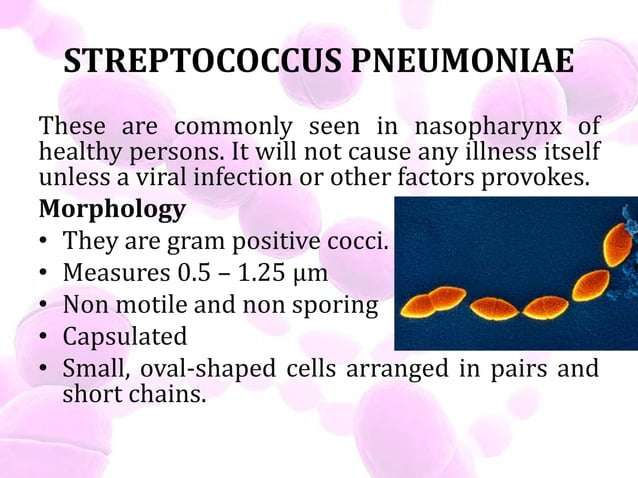 STREPTOCOCCUS PNEUMONIAE
These are commonly seen in nasopharynx of
healthy persons. It will not cause any illness itself
unless a viral infection or other factors provokes.
Morphology
• They are gram positive cocci.
• Measures 0.5 – 1.25 µm
• Non motile and non sporing
• Capsulated
• Small, oval-shaped cells arranged in pairs and
short chains.